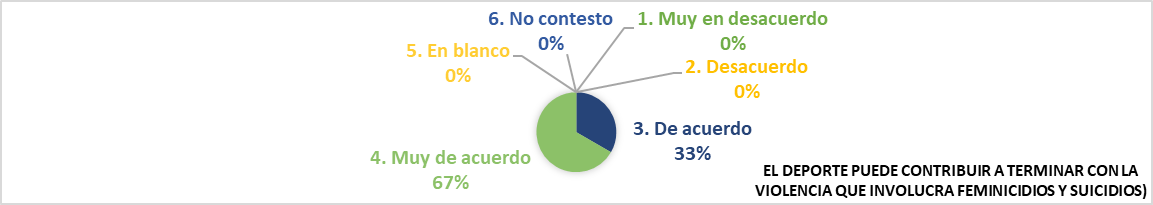 6. No contesto
0%
1. Muy en desacuerdo
0%
5. En blanco
0%
2. Desacuerdo
0%
3. De acuerdo
33%
4. Muy de acuerdo
67%
EL DEPORTE PUEDE CONTRIBUIR A TERMINAR CON LA
VIOLENCIA QUE INVOLUCRA FEMINICIDIOS Y SUICIDIOS)